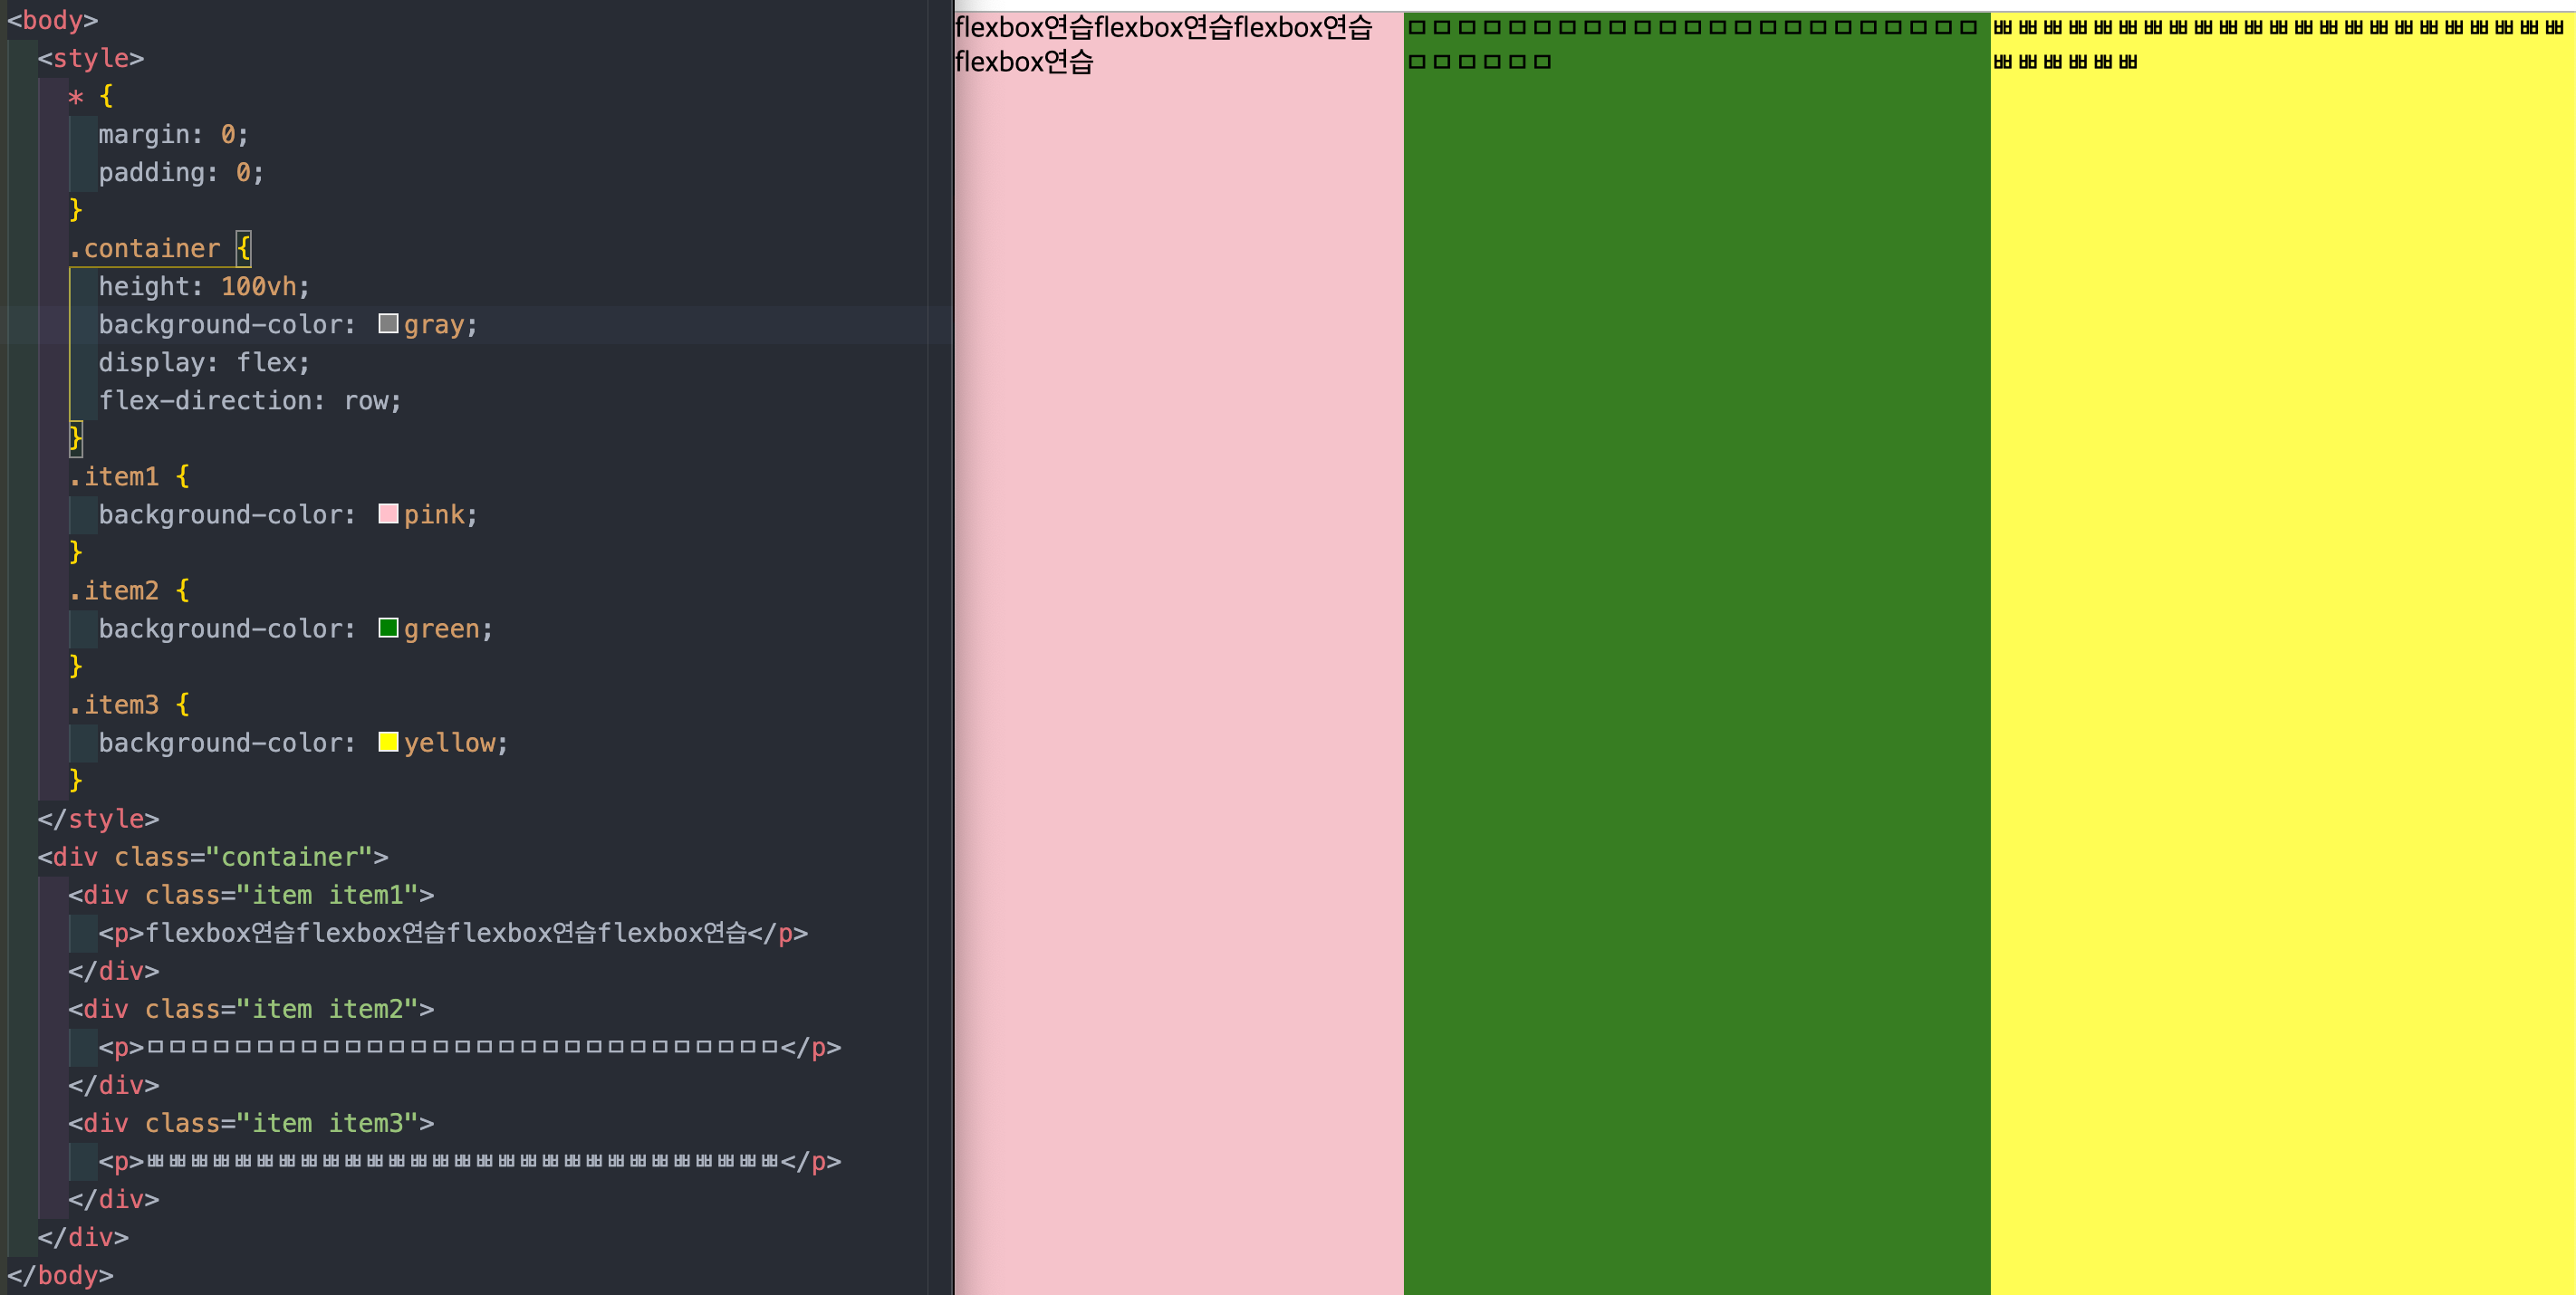 <body>
<style>
* {
margin: 0;
padding: 0;
}
.container {
height: 100vh;
background-color: gray;
display: flex;
flex-direction: row;
}
.item1 {
background-color: pink;
}
.item2 {
background-color: green;
}
.item3 {
background-color: yellow;
}
</style>
<div class="container">
<div class="item item1">
<p>flexbox연습flexbox연습flexbox연습flexbox연습</p>
</div>
<div class="item item2">
<p>ㅁㅁㅁㅁㅁㅁㅁㅁㅁㅁㅁㅁㅁㅁㅁㅁㅁㅁㅁㅁㅁㅁㅁㅁㅁㅁㅁㅁㅁ</p>
</div>
<div class="item item3">
<p>ㅃㅃㅃㅃㅃㅃㅃㅃㅃㅃㅃㅃㅃㅃㅃㅃㅃㅃㅃㅃㅃㅃㅃㅃㅃㅃㅃㅃㅃ</p>
</div>
</div>
</body>
flexbox연습flexbox연습flexbox연습
flexbox연습
ㅁㅁㅁㅁㅁㅁㅁㅁㅁㅁㅁㅁㅁㅁㅁㅁㅁㅁㅁㅁㅁㅁㅁ
ㅁㅁㅁㅁㅁㅁ
ㅃㅃㅃㅃㅃㅃㅃㅃㅃㅃㅃㅃㅃㅃㅃㅃㅃㅃㅃㅃㅃㅃㅃ
ㅃㅃㅃㅃㅃㅃ